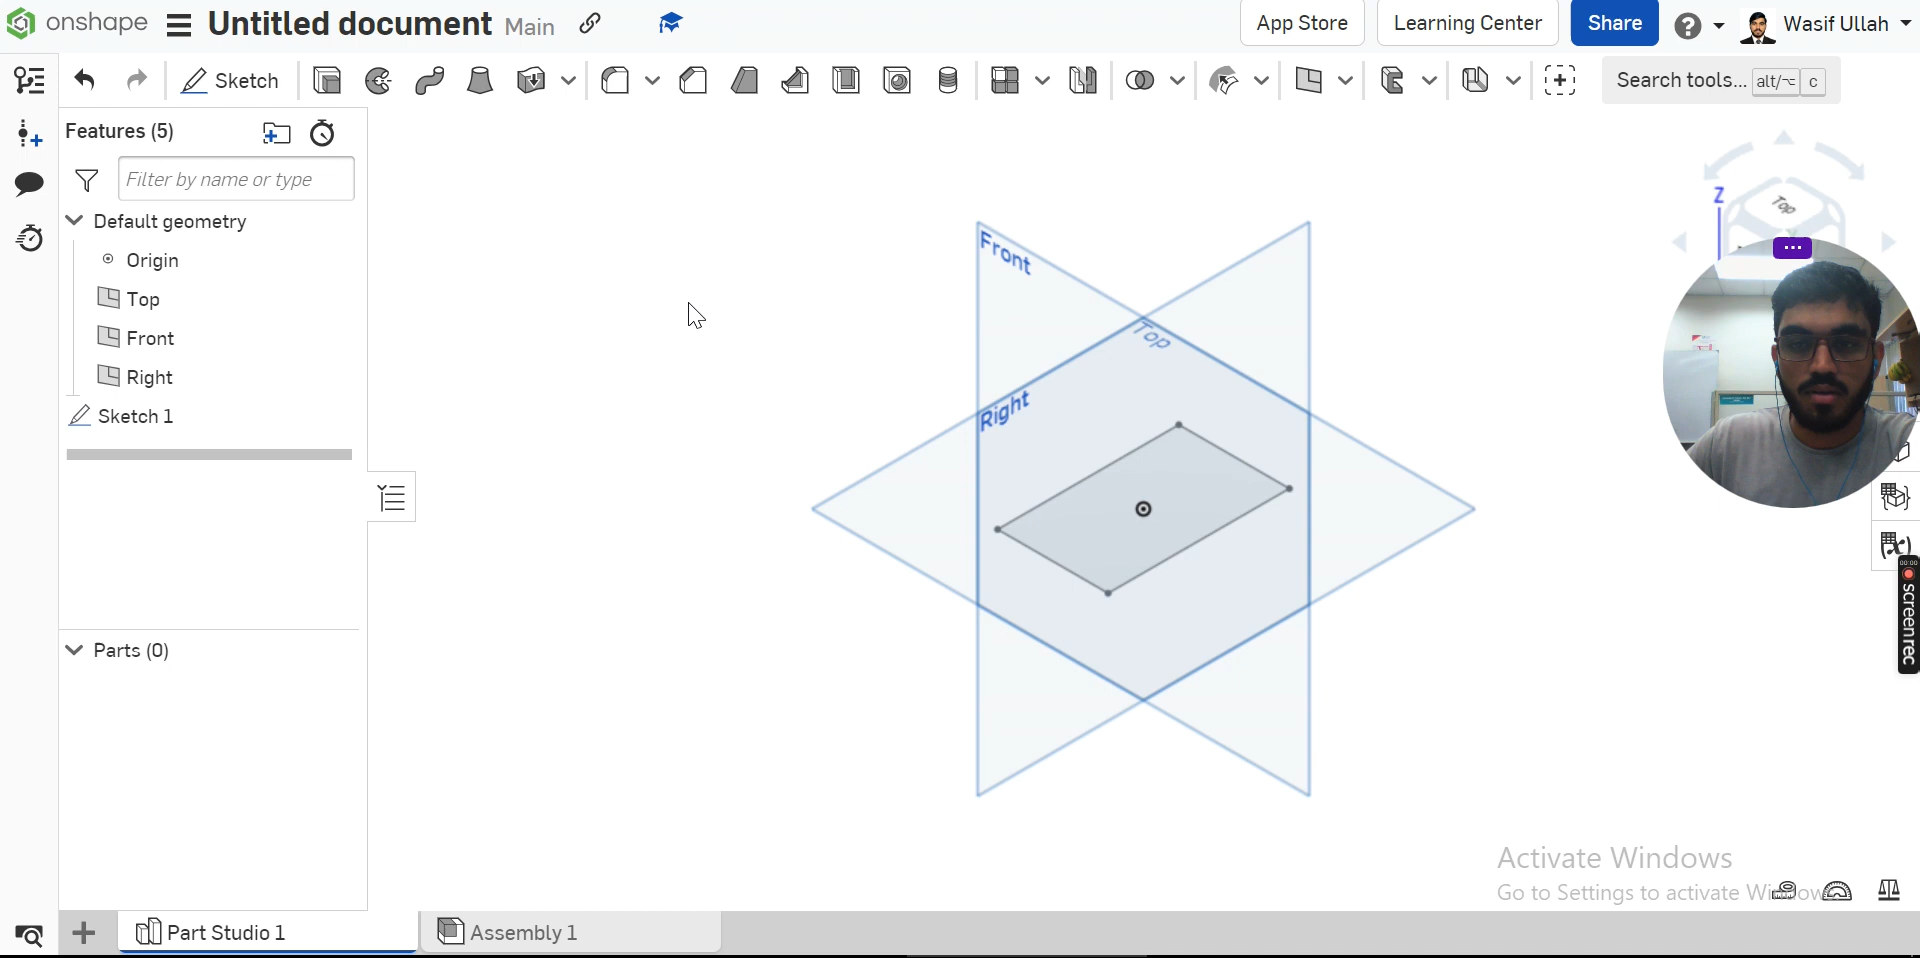 onshape Untitled document Main App Store Learning Center Share Wasif Ullah
Sketch Search tools... alt/⌥ c
Features (5)
Filter by name or type
Default geometry
Origin
Top
Front
Right
Sketch 1
Parts (0)
Front
Top
Right
Z
Top
00:00
screenrec
Activate Windows
Go to Settings to activate Windows
Part Studio 1 Assembly 1